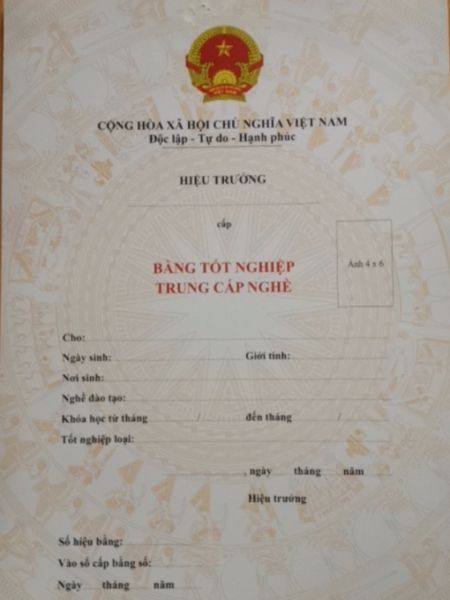 CỘNG HÒA XÃ HỘI CHỦ NGHĨA VIỆT NAM
Độc lập - Tự do - Hạnh phúc
HIỆU TRƯỞNG
cấp
BẰNG TỐT NGHIỆP
TRUNG CẤP NGHỀ
Ảnh 4 x 6
Cho:
Ngày sinh: Giới tính:
Nơi sinh:
Nghề đào tạo:
Khóa học từ tháng / đến tháng /
Tốt nghiệp loại:
, ngày tháng năm
Hiệu trưởng
Số hiệu bằng:
Vào sổ cấp bằng số:
Ngày tháng năm